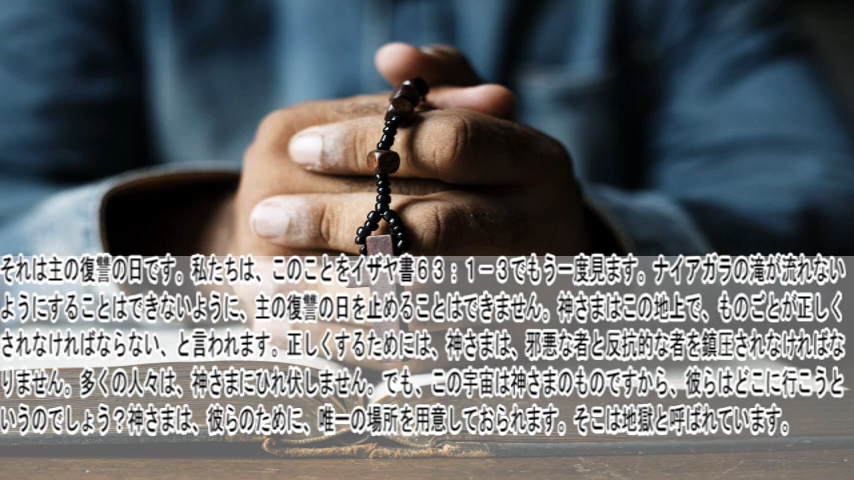 それは主の復讐の日です。私たちは、このことをイザヤ書６３：１－３でもう一度見ます。ナイアガラの滝が流れない
ようにすることはできないように、主の復讐の日を止めることはできません。神さまはこの地上で、ものごとが正しく
されなければならない、と言われます。正しくするためには、神さまは、邪悪な者と反抗的な者を鎮圧されなければな
りません。多くの人々は、神さまにひれ伏しません。でも、この宇宙は神さまのものですから、彼らはどこに行こうと
いうのでしょう？神さまは、彼らのために、唯一の場所を用意しておられます。そこは地獄と呼ばれています。